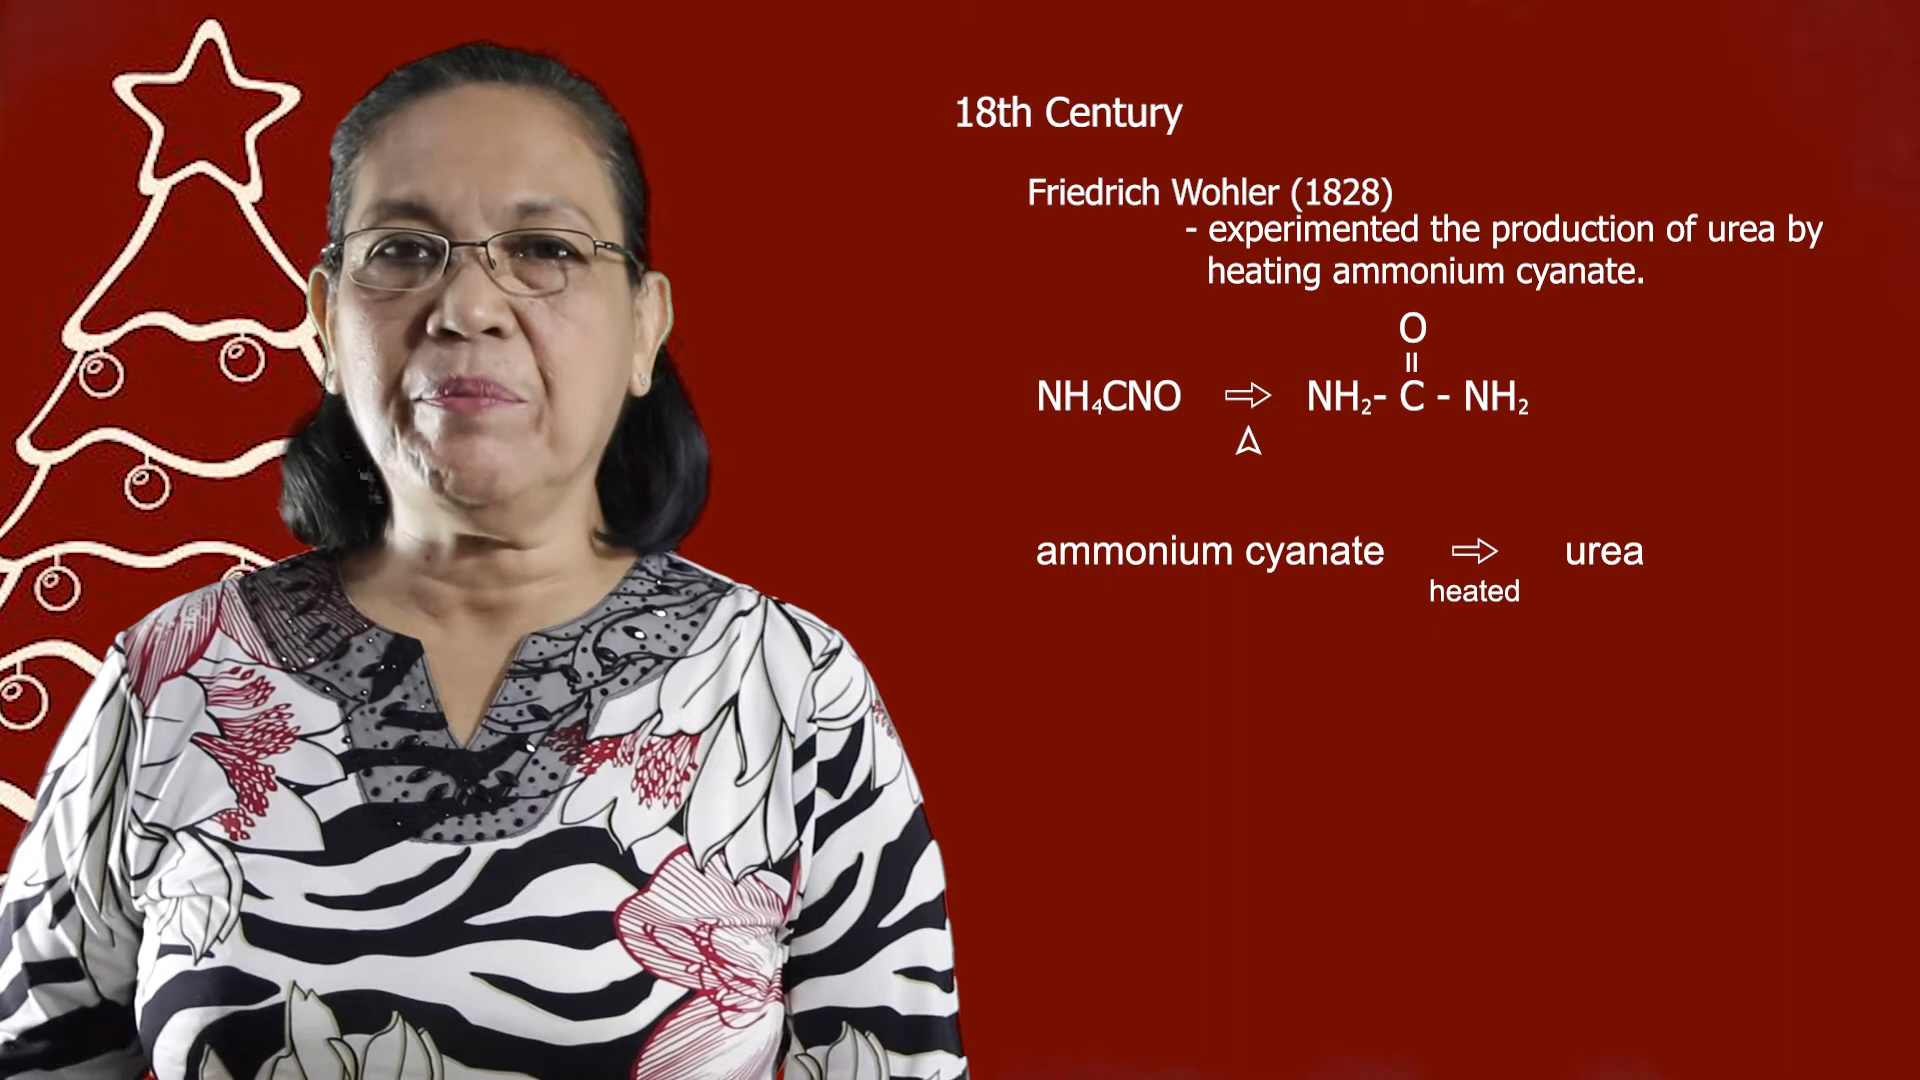 18th Century
Friedrich Wohler (1828)
- experimented the production of urea by
heating ammonium cyanate.
O
||
NH₄CNO ⇨ NH₂- C - NH₂
Δ
ammonium cyanate ⇨ urea
heated